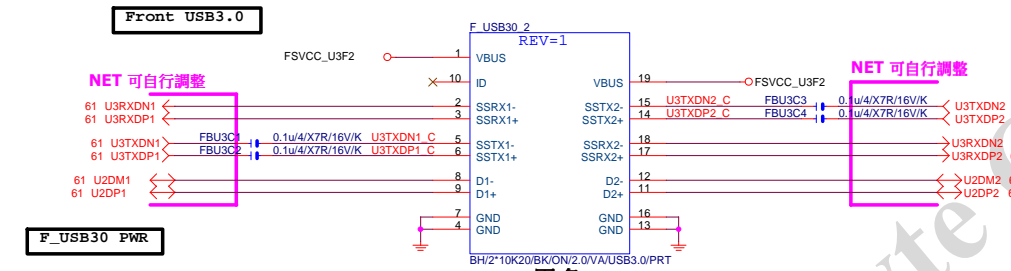 Front USB3.0
F_USB30_2
REV=1
FSVCC_U3F2
1
VBUS
NET 可自行調整
10
ID
VBUS
19
FSVCC_U3F2
NET 可自行調整
61 U3RXDN1
2
SSRX1-
SSTX2-
15
U3TXDN2_C
FBU3C3
0.1u/4/X7R/16V/K
U3TXDN2
61 U3RXDP1
3
SSRX1+
SSTX2+
14
U3TXDP2_C
FBU3C4
0.1u/4/X7R/16V/K
U3TXDP2
61 U3TXDN1
FBU3C1
0.1u/4/X7R/16V/K
U3TXDN1_C
5
SSTX1-
SSRX2-
18
U3RXDN2
61 U3TXDP1
FBU3C2
0.1u/4/X7R/16V/K
U3TXDP1_C
6
SSTX1+
SSRX2+
17
U3RXDP2
61 U2DM1
8
D1-
D2-
12
U2DM2
61 U2DP1
9
D1+
D2+
11
U2DP2
7
GND
GND
16
4
GND
GND
13
F_USB30 PWR
BH/2*10K20/BK/ON/2.0/VA/USB3.0/PRT